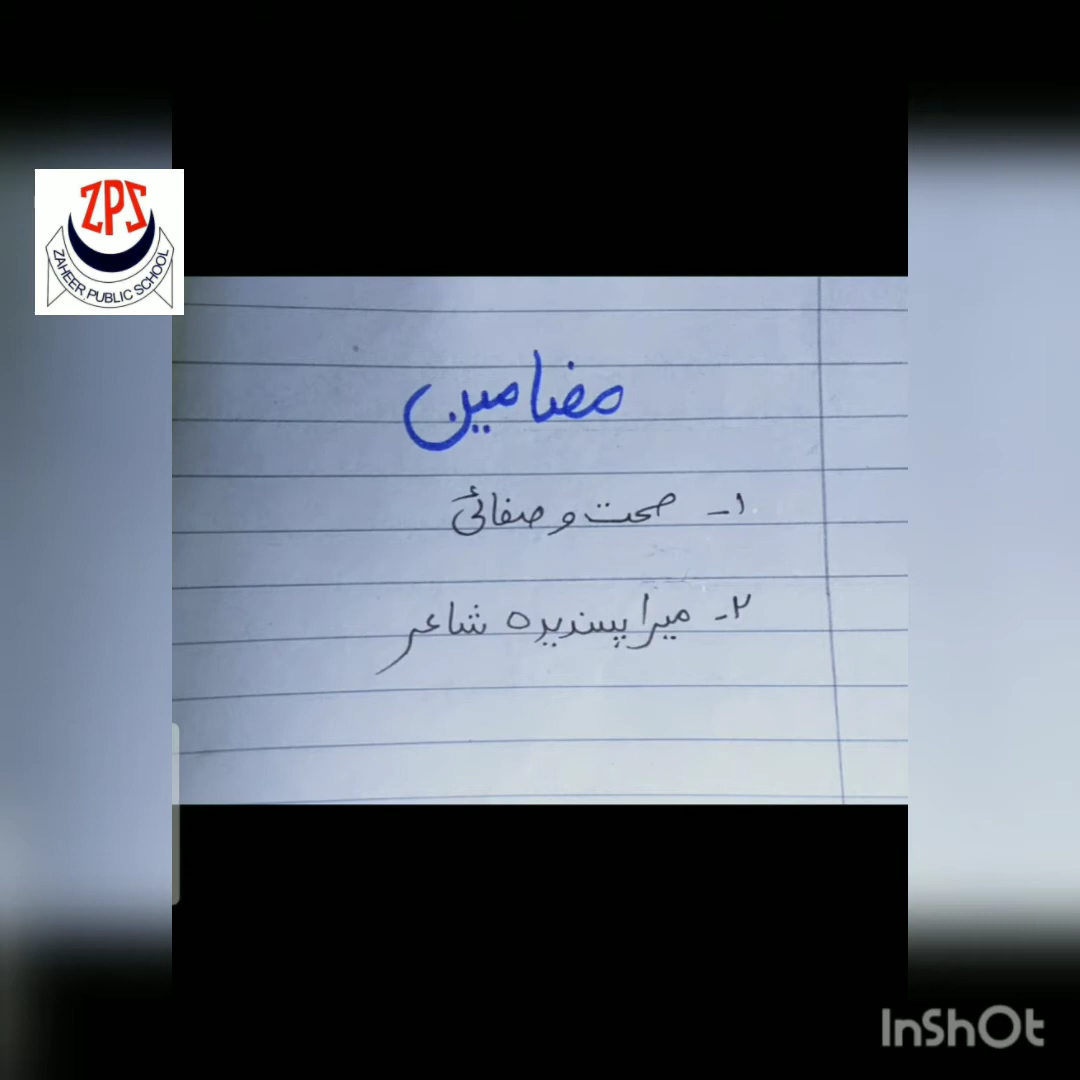 ZPS
ZAHEER PUBLIC SCHOOL
مضامین
۱۔ صحت و صفائی
۲۔ میرا پسندیدہ شاعر
InShOt